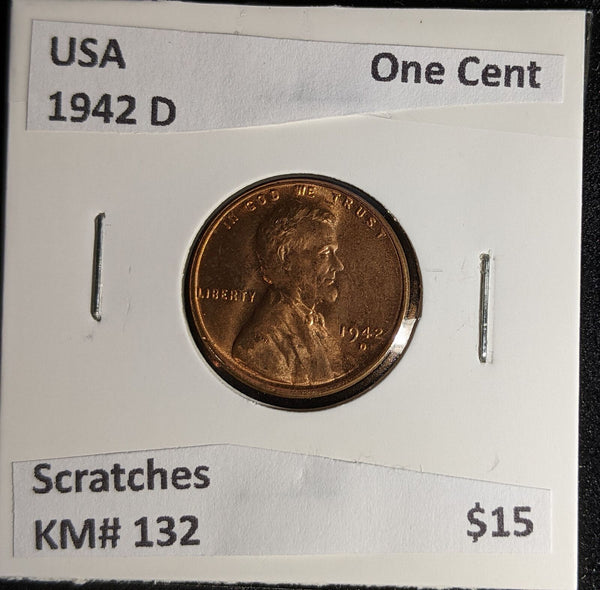 USA One Cent
1942 D
IN GOD WE TRUST
LIBERTY
1942
D
Scratches
KM# 132 $15